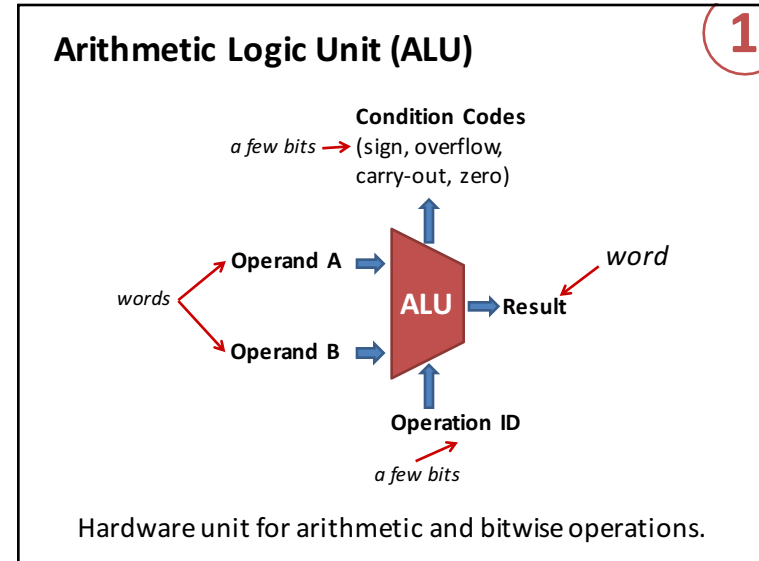 Arithmetic Logic Unit (ALU)
1
Condition Codes
a few bits
(sign, overflow,
carry-out, zero)
Operand A
word
words
ALU
Result
Operand B
Operation ID
a few bits
Hardware unit for arithmetic and bitwise operations.